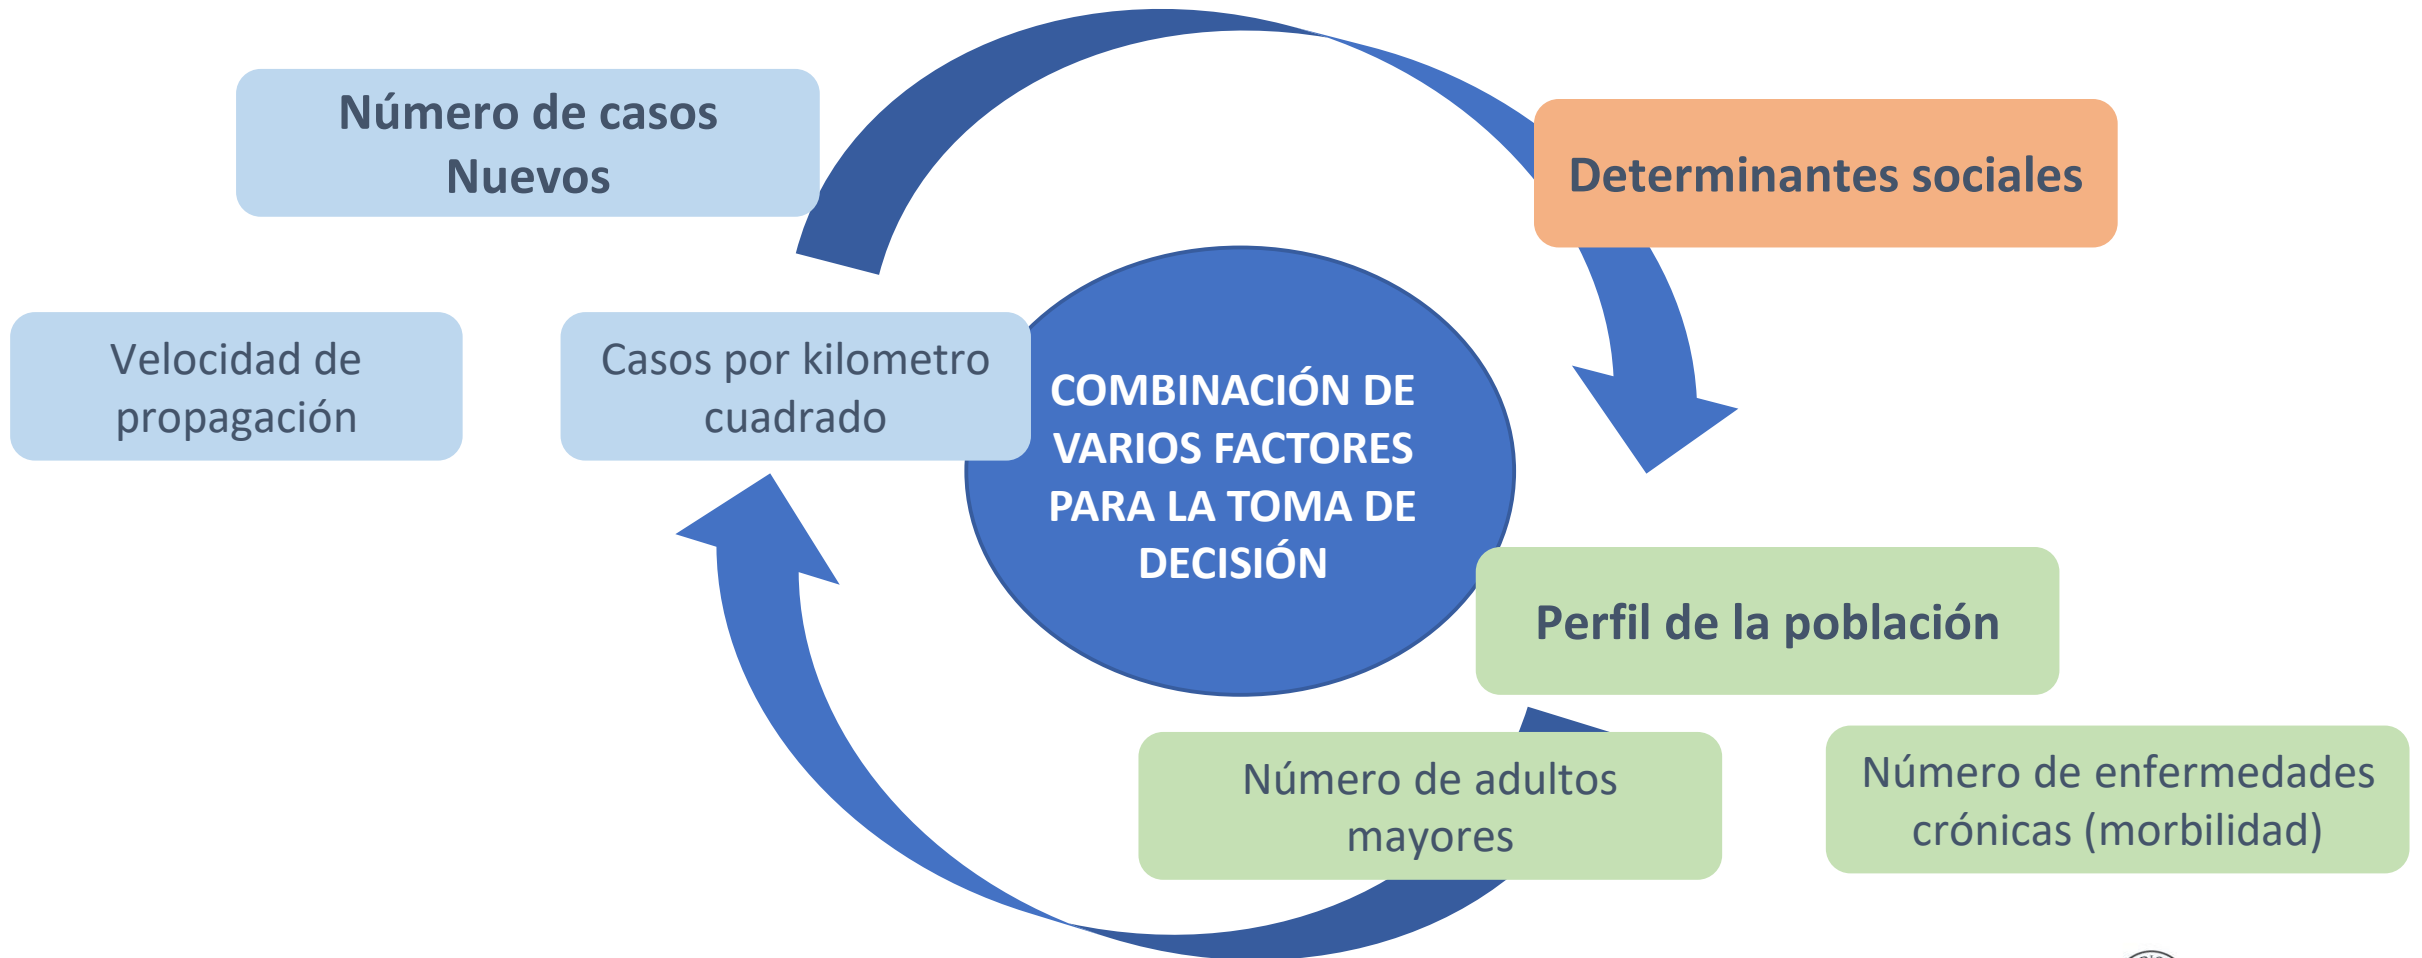 Número de casos
Nuevos
Determinantes sociales
Velocidad de
propagación
Casos por kilometro
cuadrado
COMBINACIÓN DE
VARIOS FACTORES
PARA LA TOMA DE
DECISIÓN
Perfil de la población
Número de adultos
mayores
Número de enfermedades
crónicas (morbilidad)